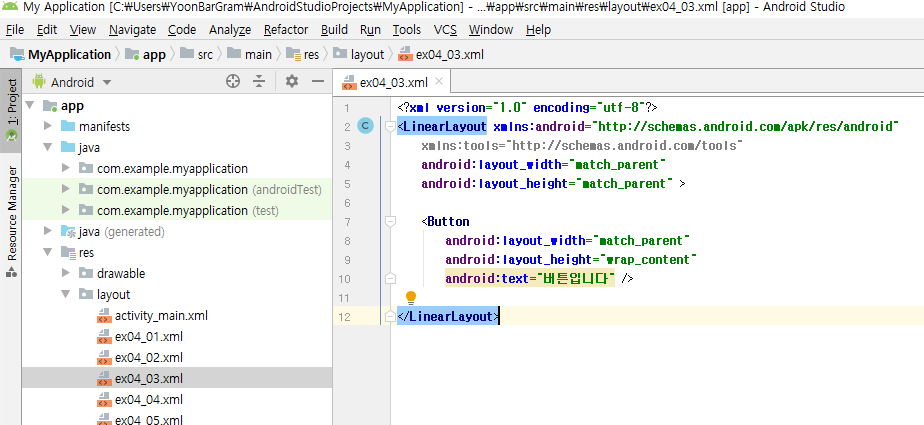 My Application [C:₩Users₩YoonBarGram₩AndroidStudioProjects₩MyApplication] - ...₩app₩src₩main₩res₩layout₩ex04_03.xml [app] - Android Studio
File Edit View Navigate Code Analyze Refactor Build Run Tools VCS Window Help
MyApplication app src main res layout ex04_03.xml
1: Project
Resource Manager
Android
app
manifests
java
com.example.myapplication
com.example.myapplication (androidTest)
com.example.myapplication (test)
java (generated)
res
drawable
layout
activity_main.xml
ex04_01.xml
ex04_02.xml
ex04_03.xml
ex04_04.xml
ex04_05.xml
ex04_03.xml
1 <?xml version="1.0" encoding="utf-8"?>
2 C <LinearLayout xmlns:android="http://schemas.android.com/apk/res/android"
3 xmlns:tools="http://schemas.android.com/tools"
4 android:layout_width="match_parent"
5 android:layout_height="match_parent" >
6
7 <Button
8 android:layout_width="match_parent"
9 android:layout_height="wrap_content"
10 android:text="버튼입니다" />
11
12 </LinearLayout>